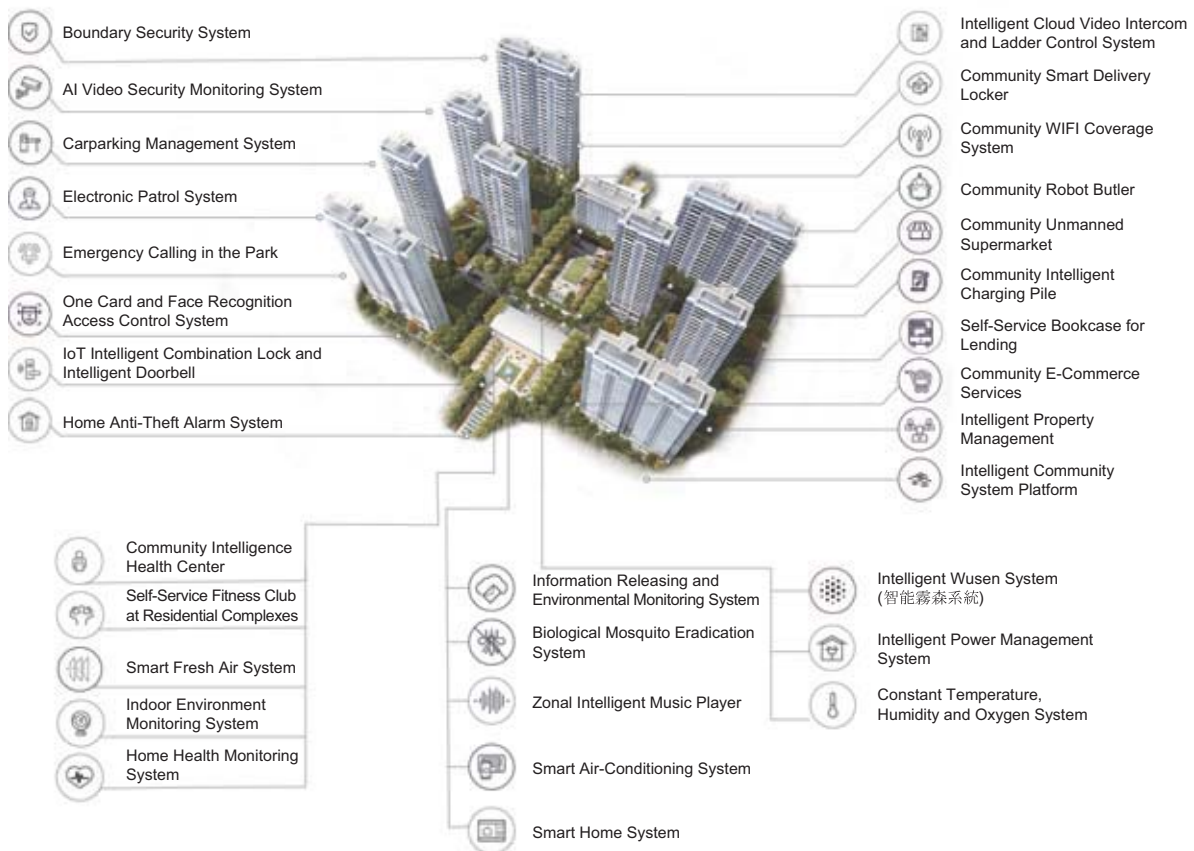 Boundary Security System
AI Video Security Monitoring System
Carparking Management System
Electronic Patrol System
Emergency Calling in the Park
One Card and Face Recognition
Access Control System
IoT Intelligent Combination Lock and
Intelligent Doorbell
Home Anti-Theft Alarm System
Intelligent Cloud Video Intercom
and Ladder Control System
Community Smart Delivery
Locker
Community WIFI Coverage
System
Community Robot Butler
Community Unmanned
Supermarket
Community Intelligent
Charging Pile
Self-Service Bookcase for
Lending
Community E-Commerce
Services
Intelligent Property
Management
Intelligent Community
System Platform
Community Intelligence
Health Center
Self-Service Fitness Club
at Residential Complexes
Smart Fresh Air System
Indoor Environment
Monitoring System
Home Health Monitoring
System
Information Releasing and
Environmental Monitoring System
Biological Mosquito Eradication
System
Zonal Intelligent Music Player
Smart Air-Conditioning System
Smart Home System
Intelligent Wusen System
(智能霧森系統)
Intelligent Power Management
System
Constant Temperature,
Humidity and Oxygen System